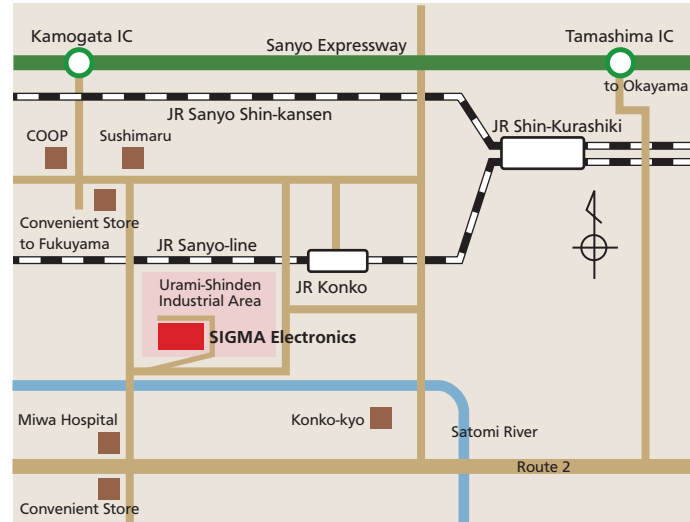 Kamogata IC
Sanyo Expressway
Tamashima IC
to Okayama
JR Sanyo Shin-kansen
JR Shin-Kurashiki
COOP
Sushimaru
Convenient Store
to Fukuyama
JR Sanyo-line
JR Konko
Urami-Shinden
Industrial Area
SIGMA Electronics
Miwa Hospital
Konko-kyo
Satomi River
Route 2
Convenient Store